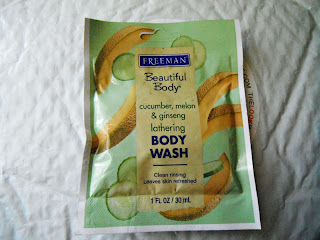 FREEMAN
Beautiful
Body®
cucumber, melon
& ginseng
lathering
BODY
WASH
Clean rinsing
Leaves skin refreshed
1 FL OZ / 30 mL